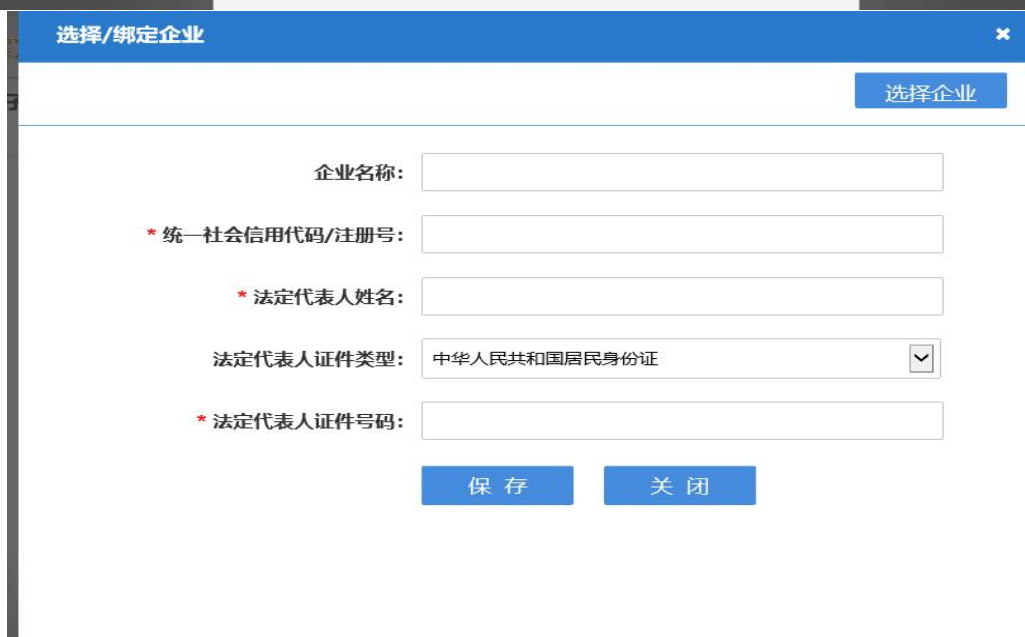 选择/绑定企业
选择企业
企业名称：
* 统一社会信用代码/注册号：
* 法定代表人姓名：
法定代表人证件类型： 中华人民共和国居民身份证
* 法定代表人证件号码：
保存 关闭